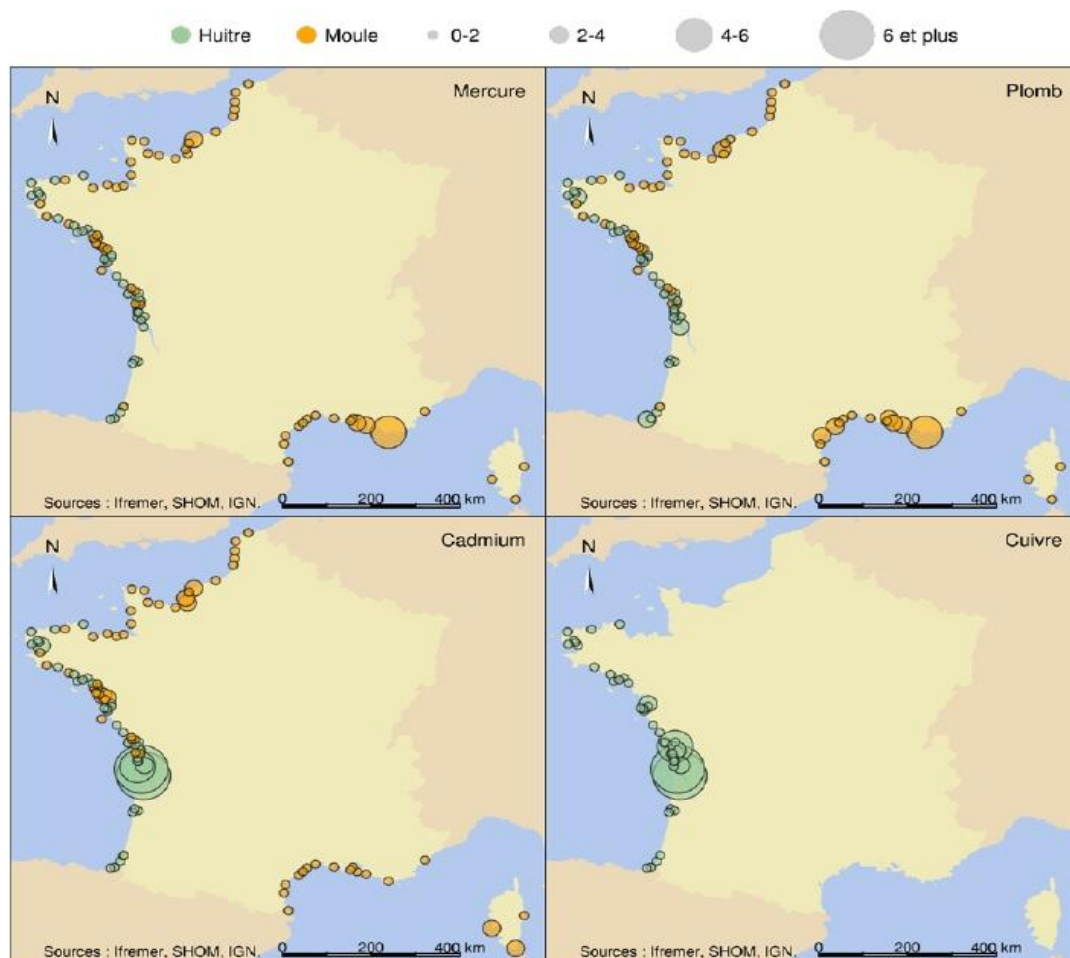 Huitre Moule 0-2 2-4 4-6 6 et plus
Mercure
N
Sources : Ifremer, SHOM, IGN.
0 200 400 km
Plomb
N
Sources : Ifremer, SHOM, IGN.
0 200 400 km
Cadmium
N
Sources : Ifremer, SHOM, IGN.
0 200 400 km
Cuivre
N
Sources : Ifremer, SHOM, IGN.
0 200 400 km